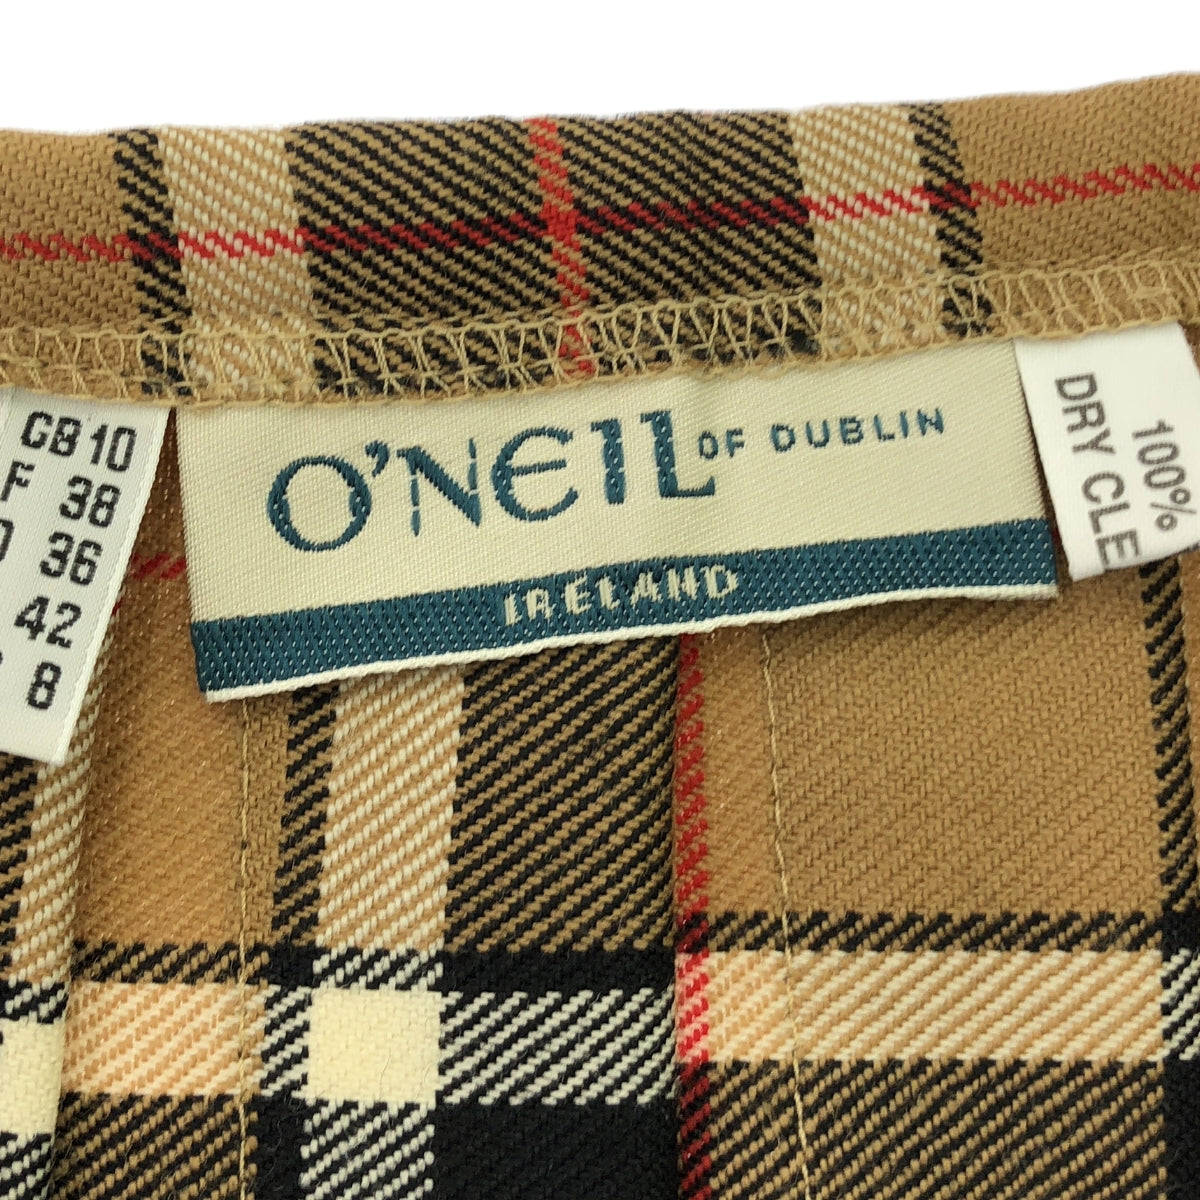 GB 10
F 38
36
42
8
O'NEIL OF DUBLIN
IRELAND
100%
DRY CLE